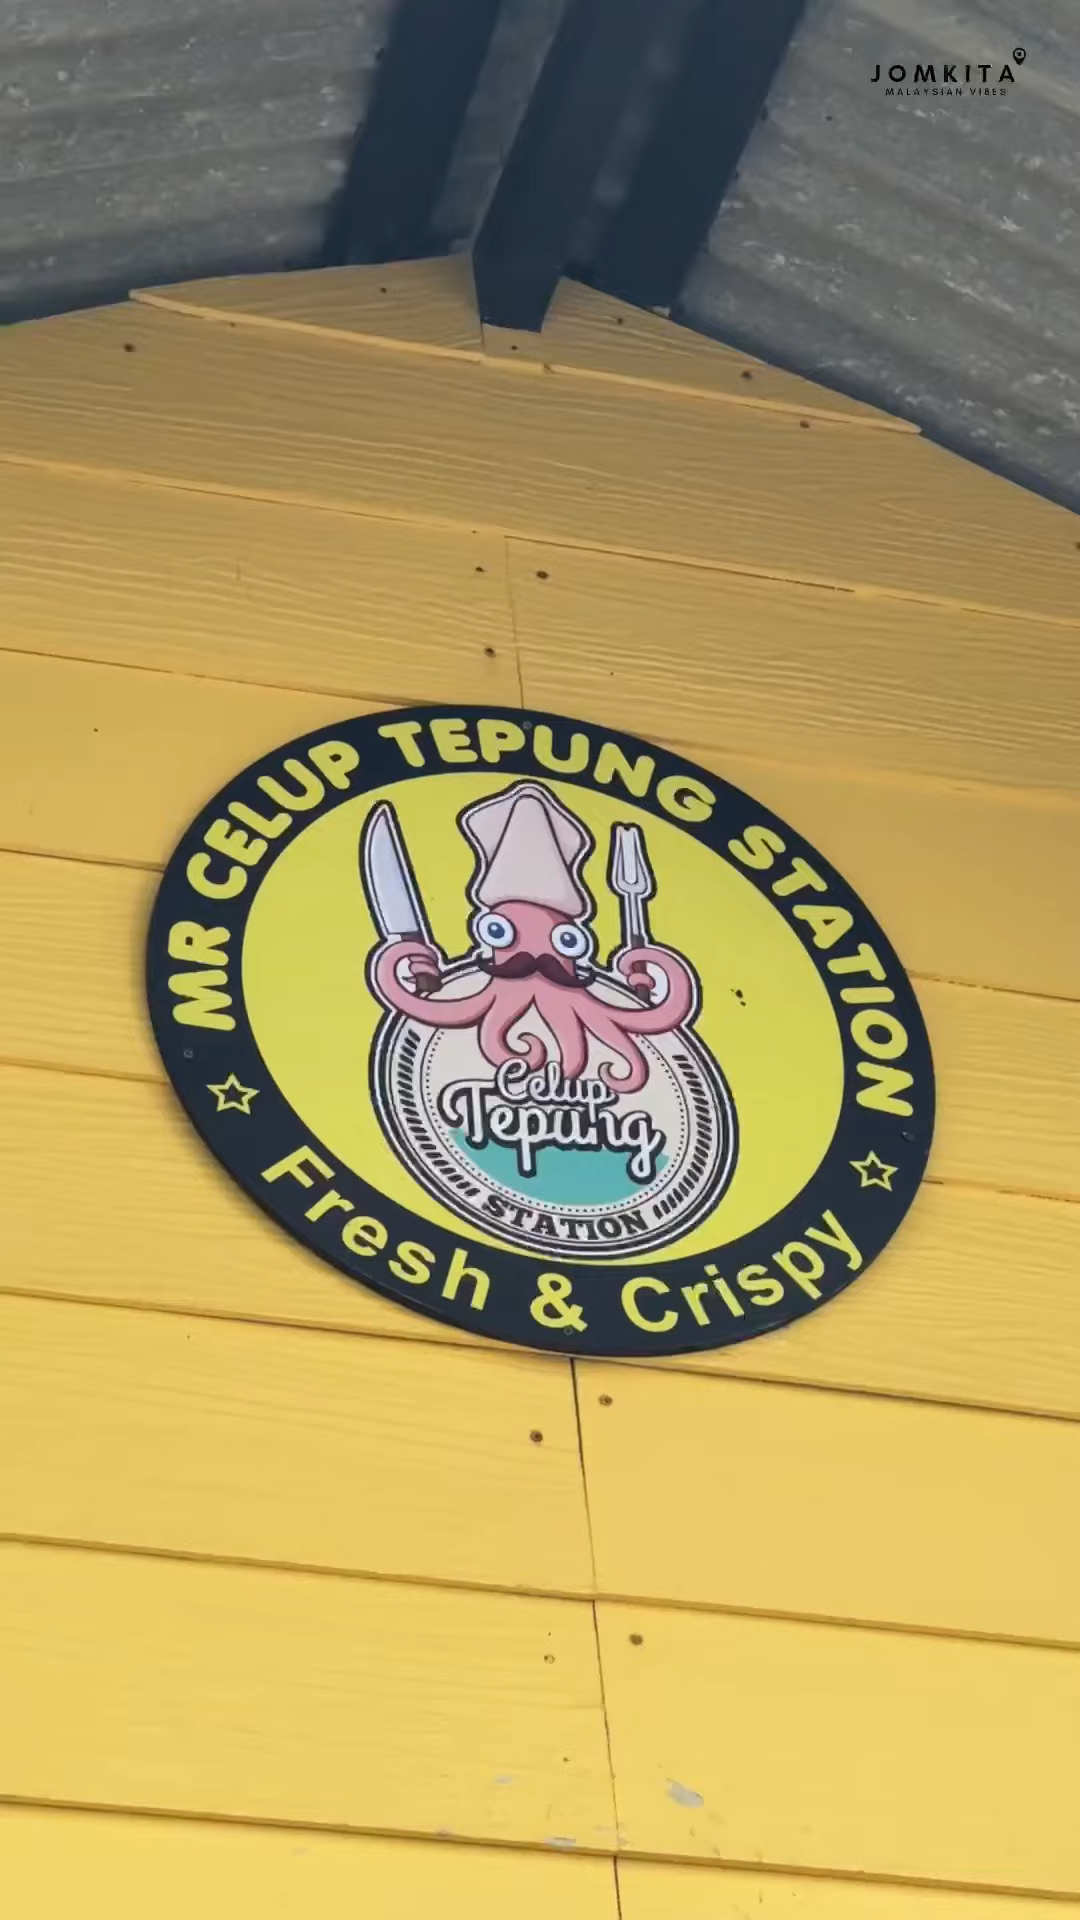 JOMKITA
MALAYSIAN VIBES
MR CELUP TEPUNG STATION
Celup
Tepung
STATION
Fresh & Crispy